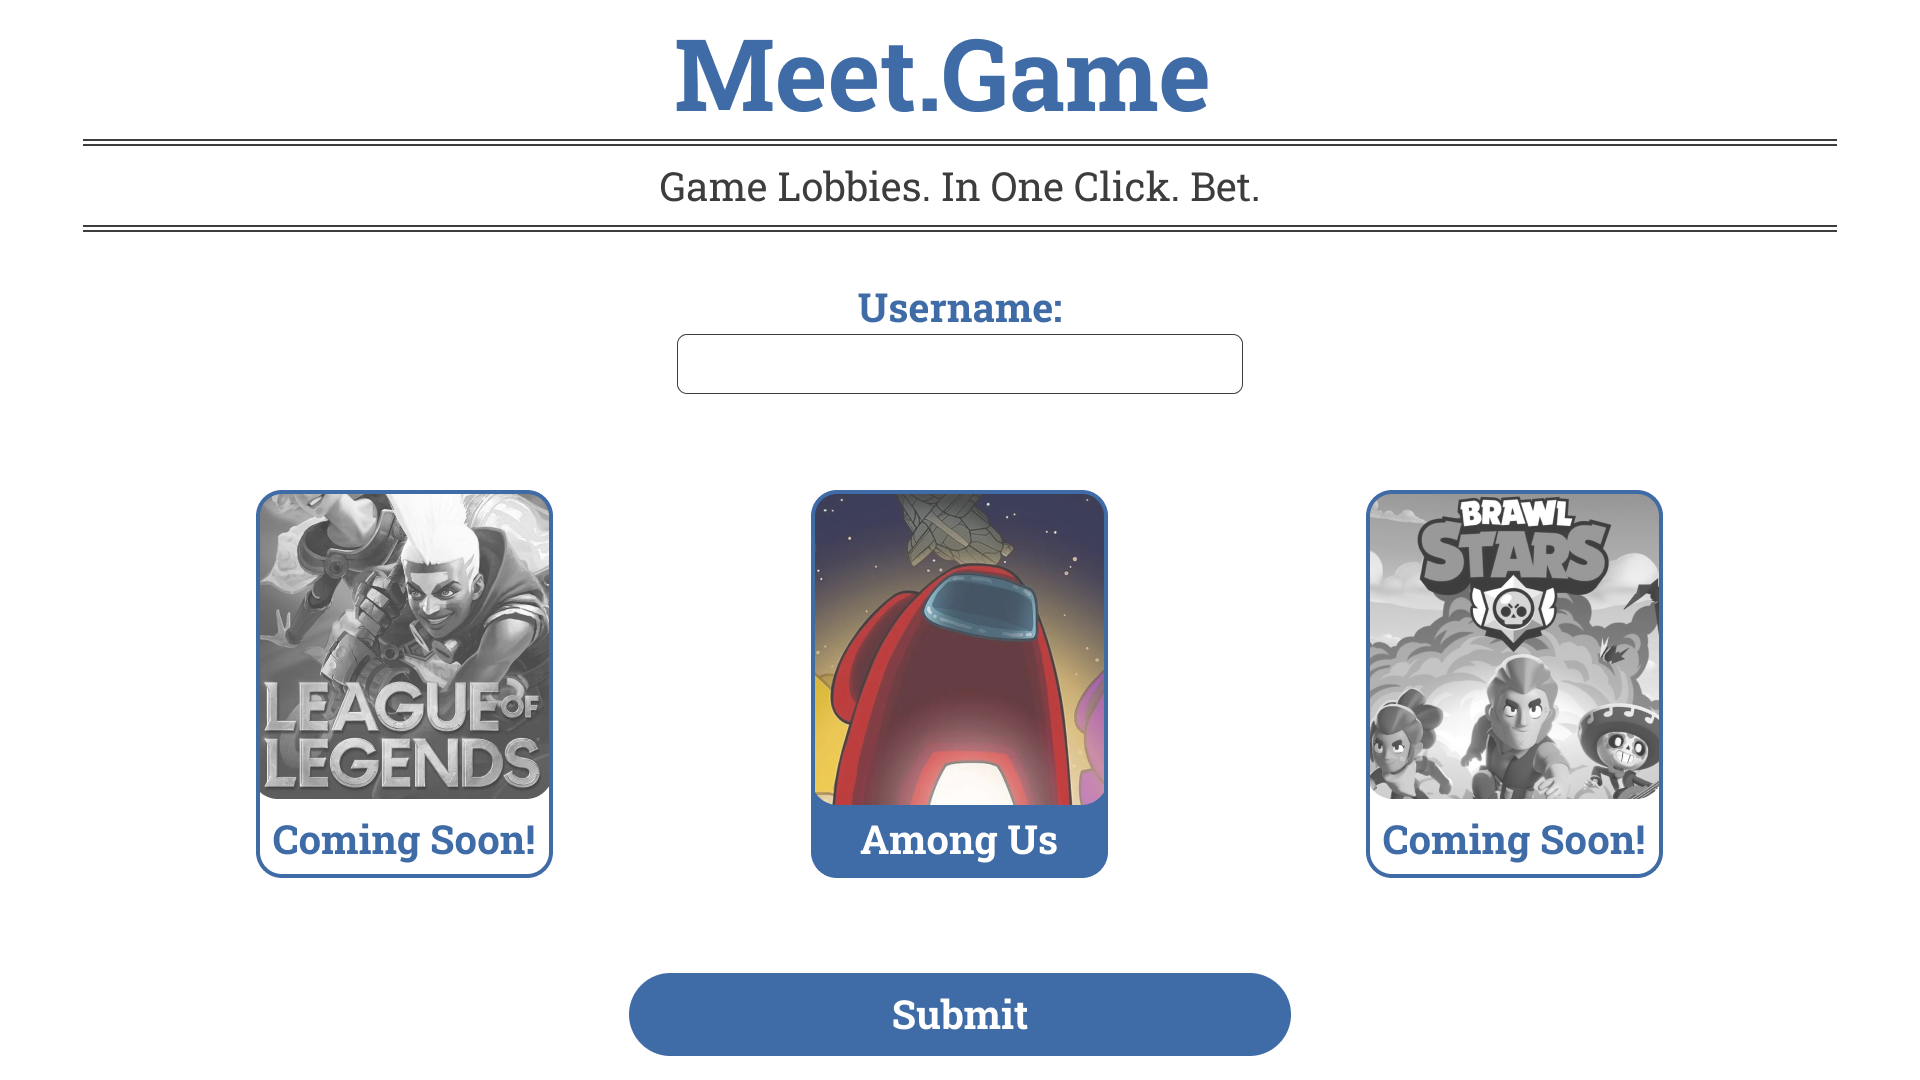 Meet.Game
Game Lobbies. In One Click. Bet.
Username:
LEAGUE OF
LEGENDS
Coming Soon!
Among Us
BRAWL
STARS
Coming Soon!
Submit